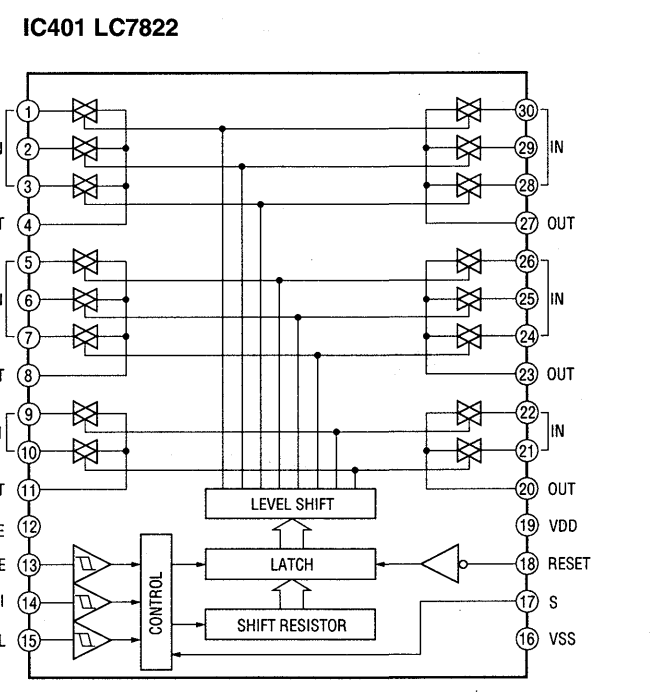 IC401 LC7822
1
30
2
29
IN
3
28
4
27
OUT
5
26
6
25
IN
7
24
8
23
OUT
9
22
IN
10
21
11
20
OUT
LEVEL SHIFT
12
19
VDD
13
LATCH
18
RESET
14
CONTROL
17
S
SHIFT RESISTOR
15
16
VSS